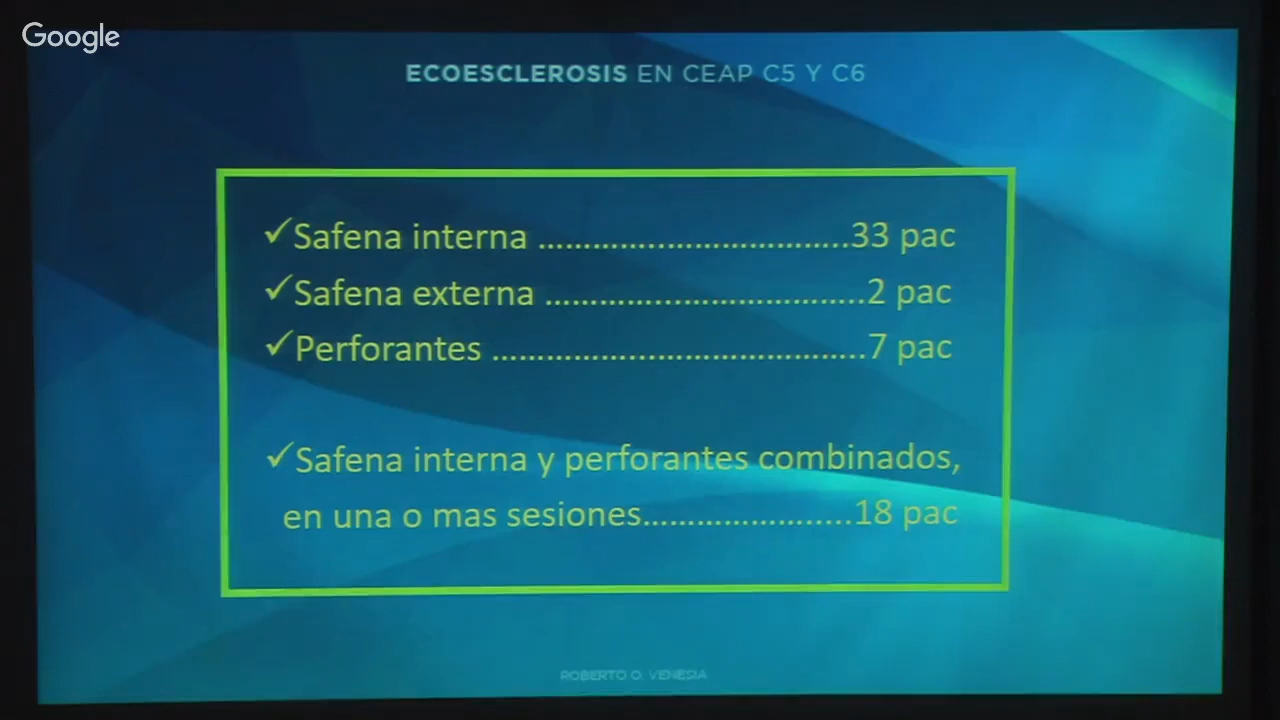 Google
ECOESCLEROSIS EN CEAP C5 Y C6
✓Safena interna ........................................33 pac
✓Safena externa ........................................2 pac
✓Perforantes ...............................................7 pac
✓Safena interna y perforantes combinados,
en una o mas sesiones..........................18 pac
ROBERTO O. VENESIA